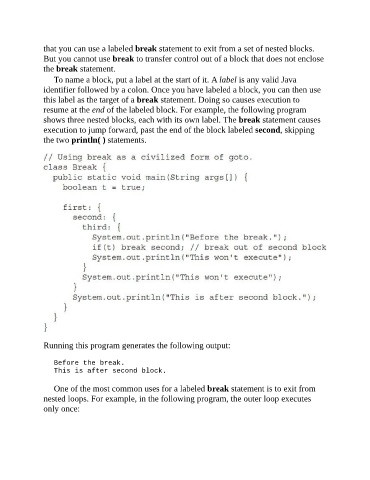 that you can use a labeled break statement to exit from a set of nested blocks.
But you cannot use break to transfer control out of a block that does not enclose
the break statement.
To name a block, put a label at the start of it. A label is any valid Java
identifier followed by a colon. Once you have labeled a block, you can then use
this label as the target of a break statement. Doing so causes execution to
resume at the end of the labeled block. For example, the following program
shows three nested blocks, each with its own label. The break statement causes
execution to jump forward, past the end of the block labeled second, skipping
the two println( ) statements.
// Using break as a civilized form of goto.
class Break {
  public static void main(String args[]) {
    boolean t = true;

    first: {
      second: {
        third: {
          System.out.println("Before the break.");
          if(t) break second; // break out of second block
          System.out.println("This won't execute");
        }
        System.out.println("This won't execute");
      }
      System.out.println("This is after second block.");
    }
  }
}
Running this program generates the following output:
Before the break.
This is after second block.
One of the most common uses for a labeled break statement is to exit from
nested loops. For example, in the following program, the outer loop executes
only once: